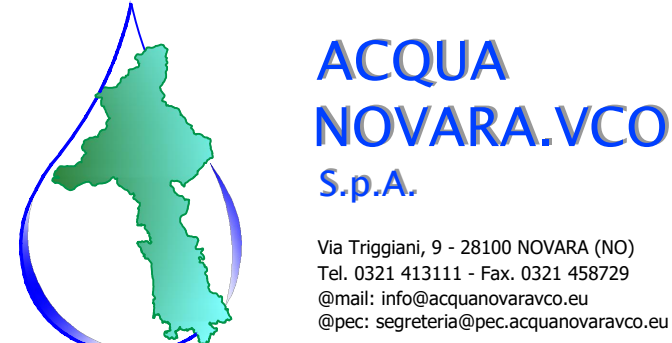 ACQUA
NOVARA.VCO
S.p.A.
Via Triggiani, 9 - 28100 NOVARA (NO)
Tel. 0321 413111 - Fax. 0321 458729
@mail: info@acquanovaravco.eu
@pec: segreteria@pec.acquanovaravco.eu